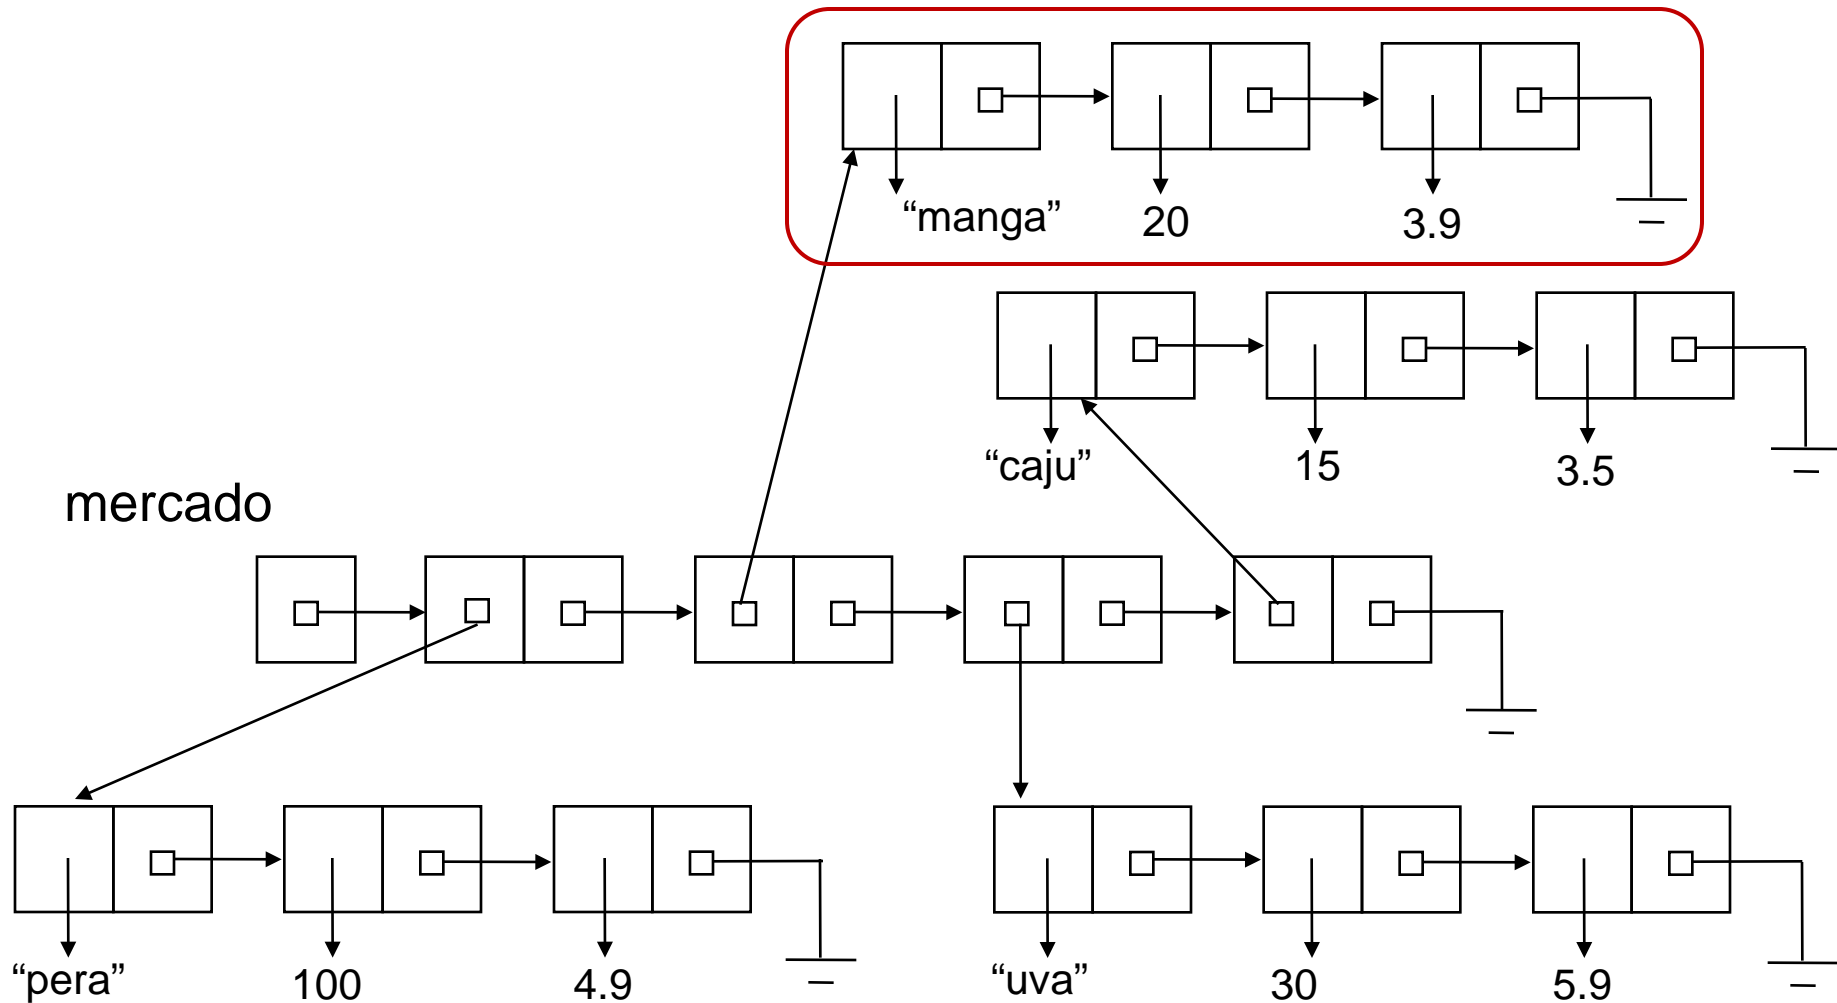 “manga” 20 3.9
“caju” 15 3.5
mercado
“pera” 100 4.9 “uva” 30 5.9